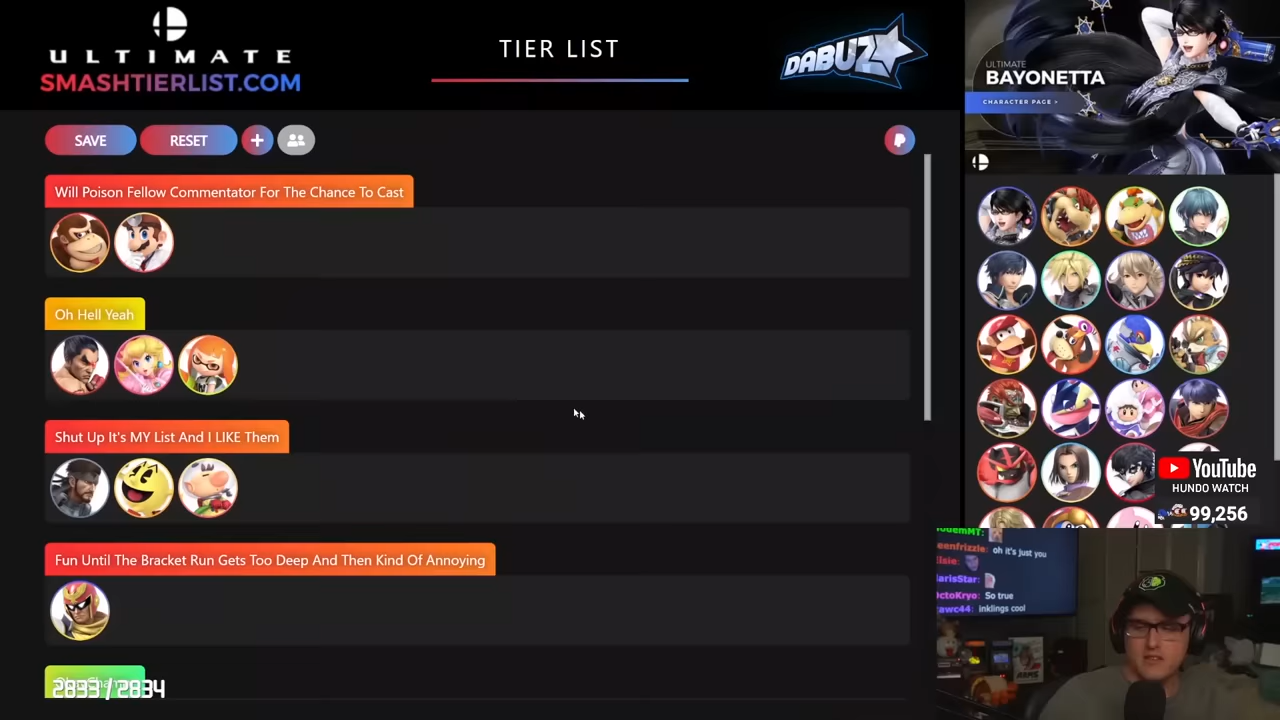 ULTIMATE
SMASHTIERLIST.COM
TIER LIST
DABUZ
ULTIMATE
BAYONETTA
CHARACTER PAGE >
SAVE
RESET
+
Will Poison Fellow Commentator For The Chance To Cast
Oh Hell Yeah
Shut Up It's MY List And I LIKE Them
Fun Until The Bracket Run Gets Too Deep And Then Kind Of Annoying
2833 / 2834
YouTube
HUNDO WATCH
99,256
oh it's just you
So true
inklings cool